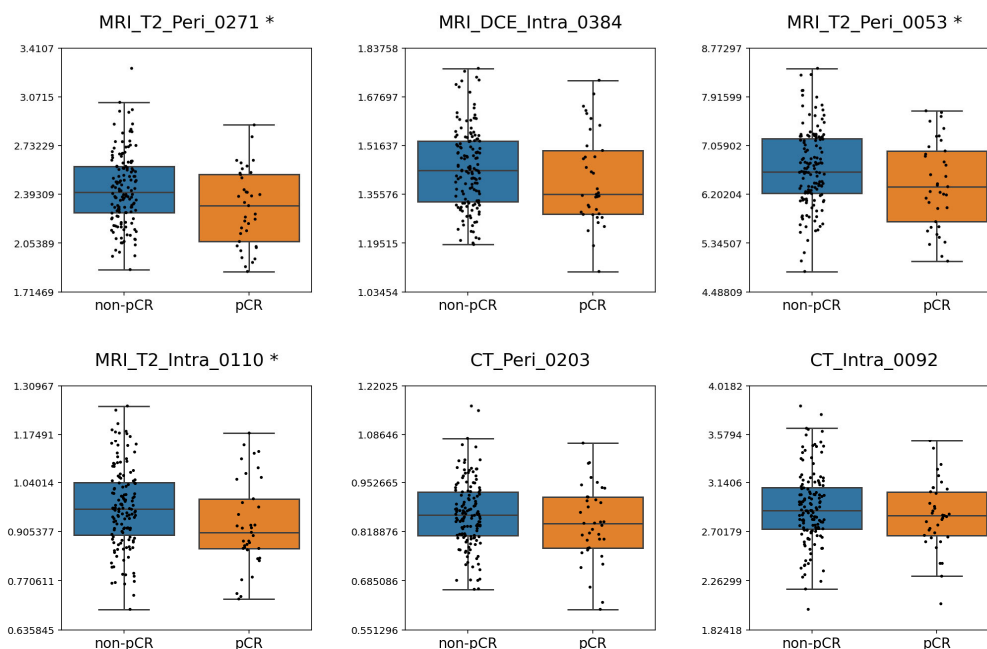 MRI_T2_Peri_0271 *
3.4107
3.0715
2.73229
2.39309
2.05389
1.71469
non-pCR
pCR
MRI_DCE_Intra_0384
1.83758
1.67697
1.51637
1.35576
1.19515
1.03454
non-pCR
pCR
MRI_T2_Peri_0053 *
8.77297
7.91599
7.05902
6.20204
5.34507
4.48809
non-pCR
pCR
MRI_T2_Intra_0110 *
1.30967
1.17491
1.04014
0.905377
0.770611
0.635845
non-pCR
pCR
CT_Peri_0203
1.22025
1.08646
0.952665
0.818876
0.685086
0.551296
non-pCR
pCR
CT_Intra_0092
4.0182
3.5794
3.1406
2.70179
2.26299
1.82418
non-pCR
pCR